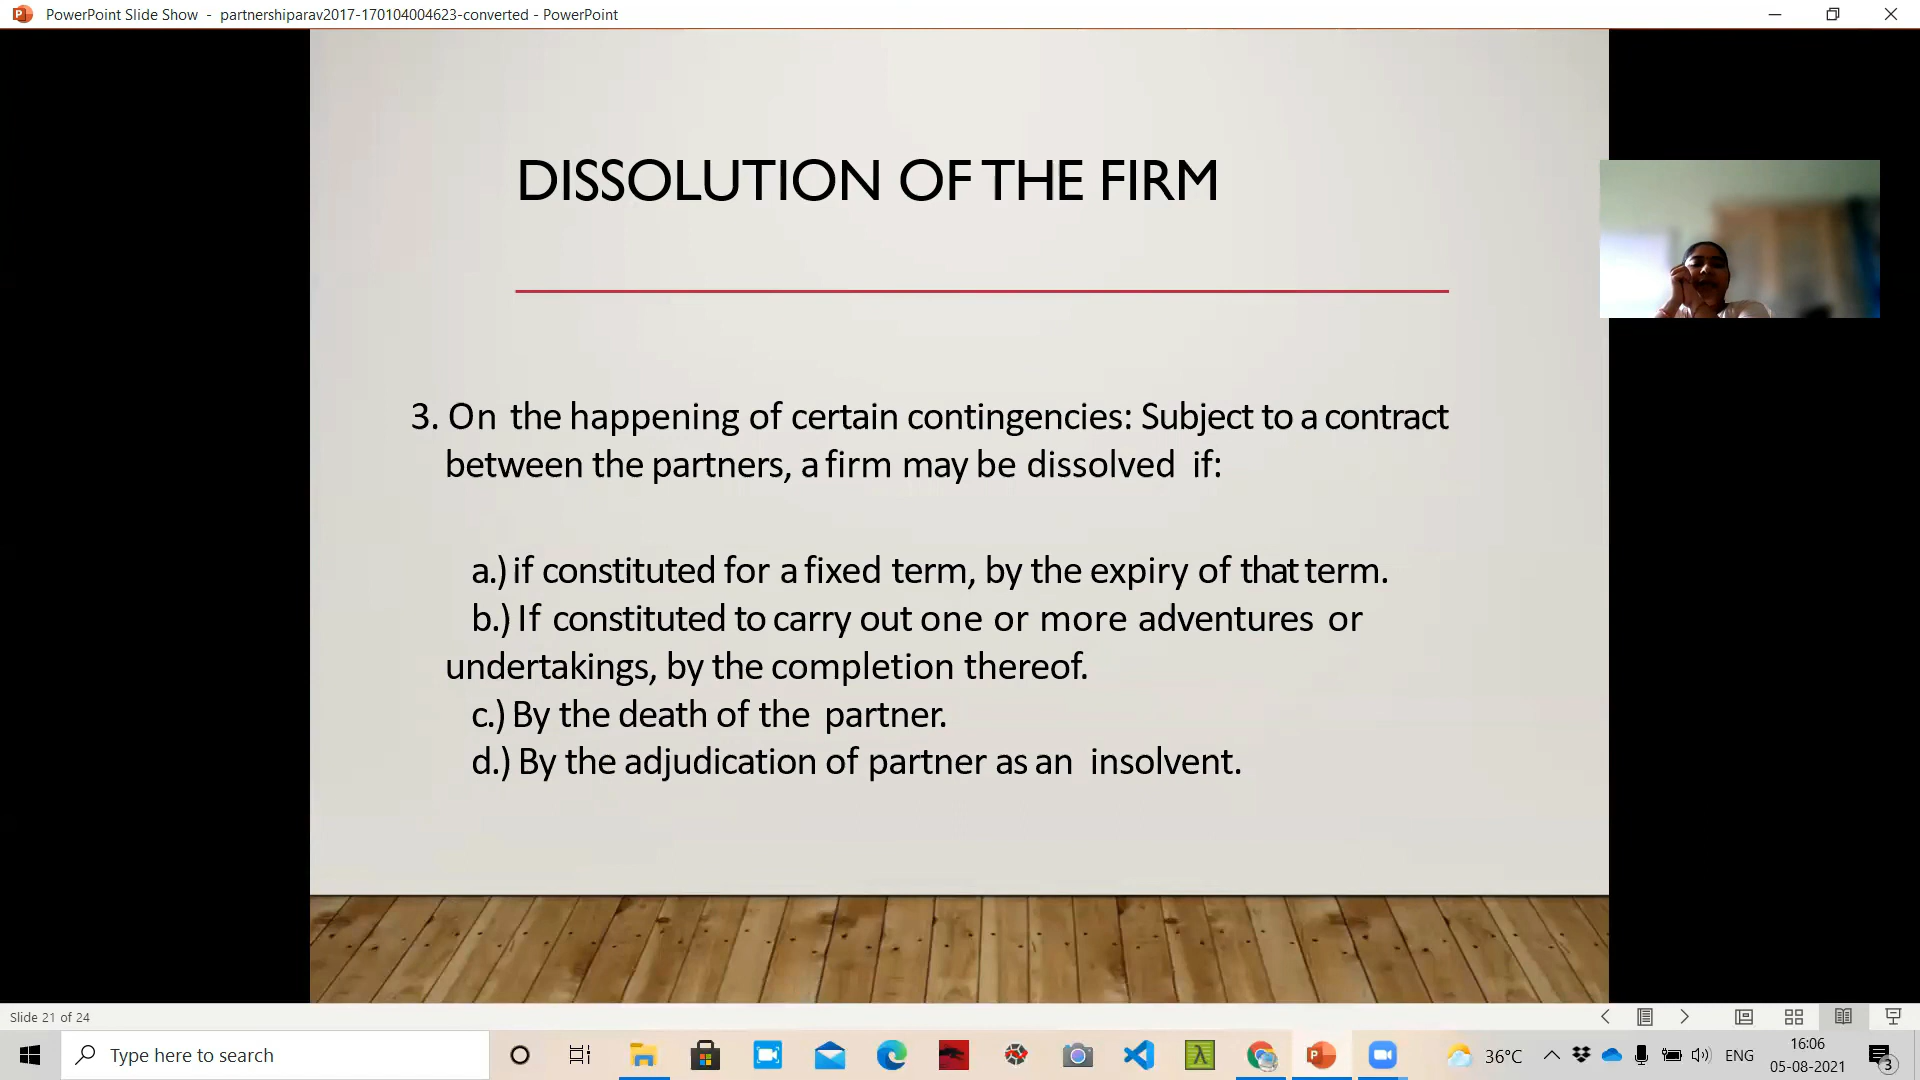 PowerPoint Slide Show - partnershiparav2017-170104004623-converted - PowerPoint
DISSOLUTION OF THE FIRM
3. On the happening of certain contingencies: Subject to a contract
between the partners, a firm may be dissolved if:
a.) if constituted for a fixed term, by the expiry of that term.
b.) If constituted to carry out one or more adventures or
undertakings, by the completion thereof.
c.) By the death of the partner.
d.) By the adjudication of partner as an insolvent.
Slide 21 of 24
Type here to search
36°C
ENG
16:06
05-08-2021
3